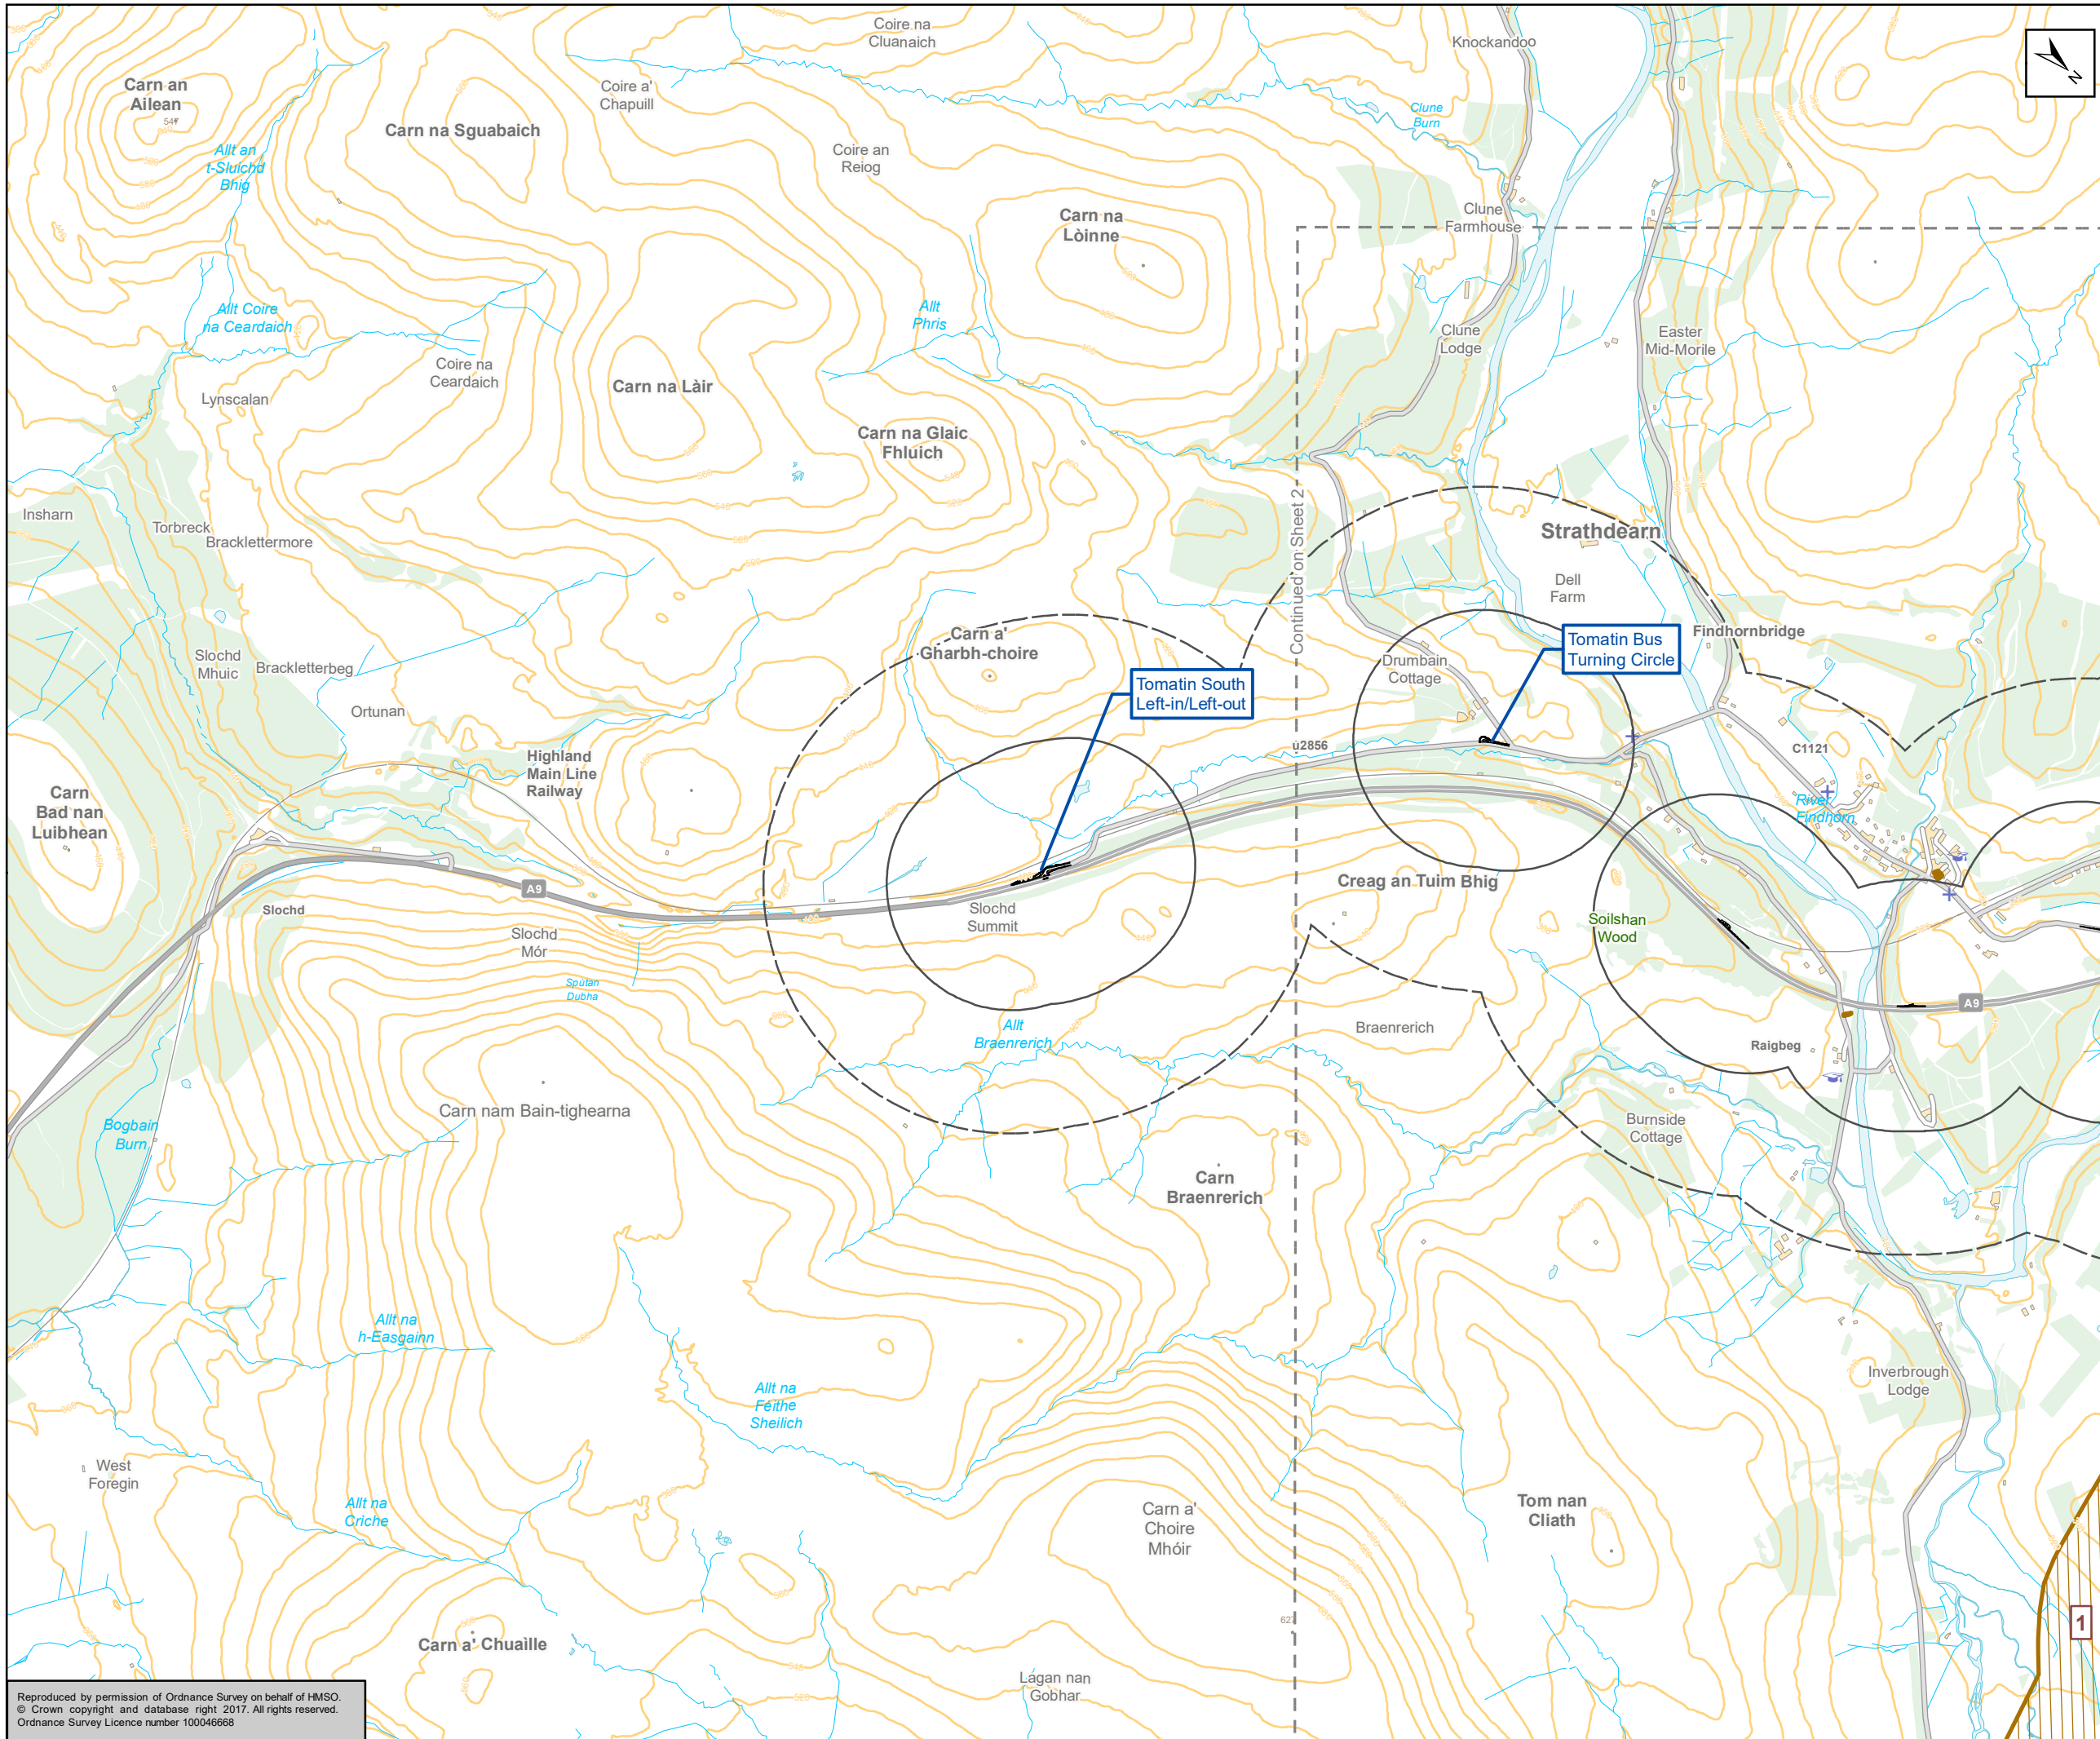 Coire na
Cluanaich
Knockandoo
N
Carn an
Ailean
547
Coire a'
Chapuill
Carn na Sguabaich
Clune
Burn
Allt an
t-Sluichd
Bhig
Coire an
Reiog
Carn na
Lòinne
Clune
Farmhouse
Allt Coire
na Ceardaich
Allt
Phris
Clune
Lodge
Easter
Mid-Morile
Coire na
Ceardaich
Carn na Làir
Lynscalan
Carn na Glaic
Fhluich
Insharn
Torbreck
Bracklettermore
Continued on Sheet 2
Strathdearn
Dell
Farm
Slochd
Mhuic
Brackletterbeg
Carn a'
Gharbh-choire
Tomatin Bus
Turning Circle
Findhornbridge
Drumbain
Cottage
Tomatin South
Left-in/Left-out
Ortunan
u2856
C1121
Highland
Main Line
Railway
Carn
Bad nan
Luibhean
River
Findhorn
A9
Creag an Tuim Bhig
Slochd
Slochd
Summit
Soilshan
Wood
Slochd
Mór
Sputan
Dubha
A9
Allt
Braenrerich
Braenrerich
Raigbeg
Carn nam Bain-tighearna
Bogbain
Burn
Burnside
Cottage
Carn
Braenrerich
Allt na
h-Easgainn
Allt na
Féithe
Sheilich
Inverbrough
Lodge
West
Foregin
Allt na
Criche
Carn a'
Choire
Mhóir
Tom nan
Cliath
627
1
Carn a' Chuaille
Lagan nan
Gobhar
Reproduced by permission of Ordnance Survey on behalf of HMSO.
© Crown copyright and database right 2017. All rights reserved.
Ordnance Survey Licence number 100046668